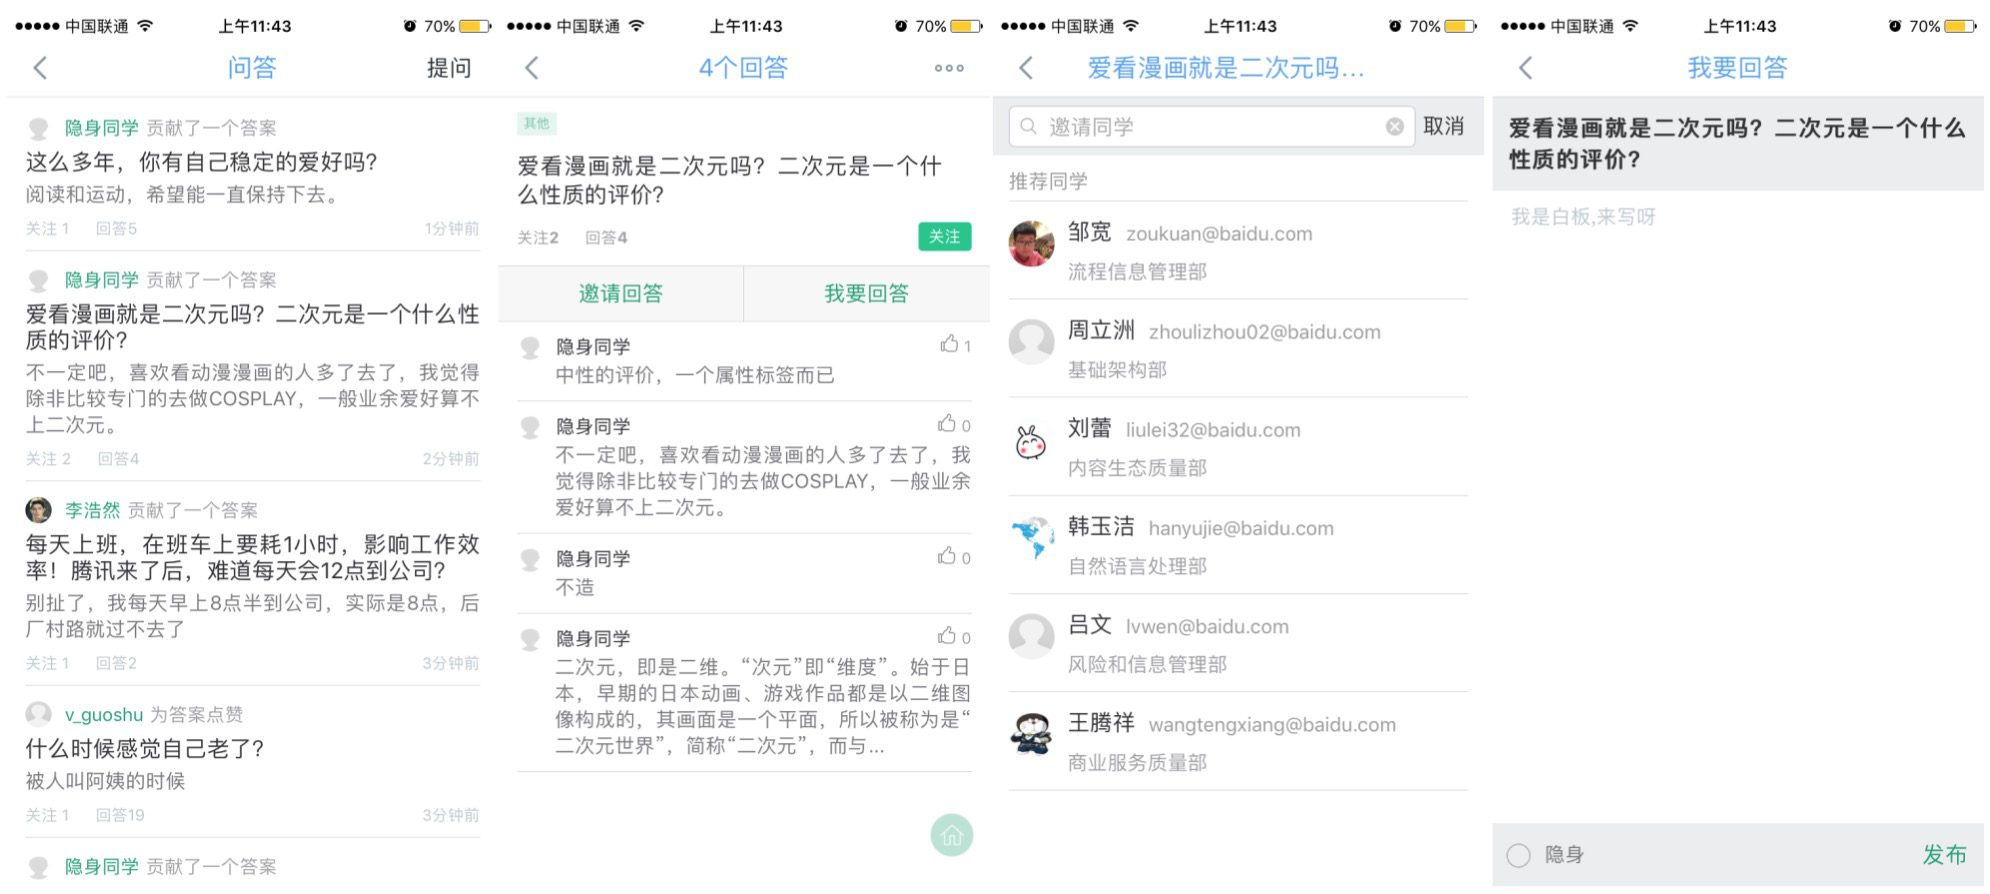 中国联通 上午11:43 70%
问答 提问
隐身同学 贡献了一个答案
这么多年，你有自己稳定的爱好吗？
阅读和运动，希望能一直保持下去。
关注 1 回答5 1分钟前
隐身同学 贡献了一个答案
爱看漫画就是二次元吗？二次元是一个什么性
质的评价？
不一定吧，喜欢看动漫漫画的人多了去了，我觉得
除非比较专门的去做COSPLAY，一般业余爱好算不
上二次元。
关注 2 回答4 2分钟前
李浩然 贡献了一个答案
每天上班，在班车上要耗1小时，影响工作效
率！腾讯来了后，难道每天会12点到公司？
别扯了，我每天早上8点半到公司，实际是8点，后
厂村路就过不去了
关注 1 回答2 3分钟前
v_guoshu 为答案点赞
什么时候感觉自己老了？
被人叫阿姨的时候
关注 1 回答19 3分钟前
隐身同学 贡献了一个答案
中国联通 上午11:43 70%
4个回答
其他
爱看漫画就是二次元吗？二次元是一个什
么性质的评价？
关注2 回答4 关注
邀请回答 我要回答
隐身同学 1
中性的评价，一个属性标签而已
隐身同学 0
不一定吧，喜欢看动漫漫画的人多了去了，我
觉得除非比较专门的去做COSPLAY，一般业余
爱好算不上二次元。
隐身同学 0
不造
隐身同学 0
二次元，即是二维。“次元”即“维度”。始于日
本，早期的日本动画、游戏作品都是以二维图
像构成的，其画面是一个平面，所以被称为是“
二次元世界”，简称“二次元”，而与...
中国联通 上午11:43 70%
爱看漫画就是二次元吗...
邀请同学 取消
推荐同学
邹宽 zoukuan@baidu.com
流程信息管理部
周立洲 zhoulizhou02@baidu.com
基础架构部
刘蕾 liulei32@baidu.com
内容生态质量部
韩玉洁 hanyujie@baidu.com
自然语言处理部
吕文 lvwen@baidu.com
风险和信息管理部
王腾祥 wangtengxiang@baidu.com
商业服务质量部
中国联通 上午11:43 70%
我要回答
爱看漫画就是二次元吗？二次元是一个什么
性质的评价？
我是白板,来写呀
隐身 发布